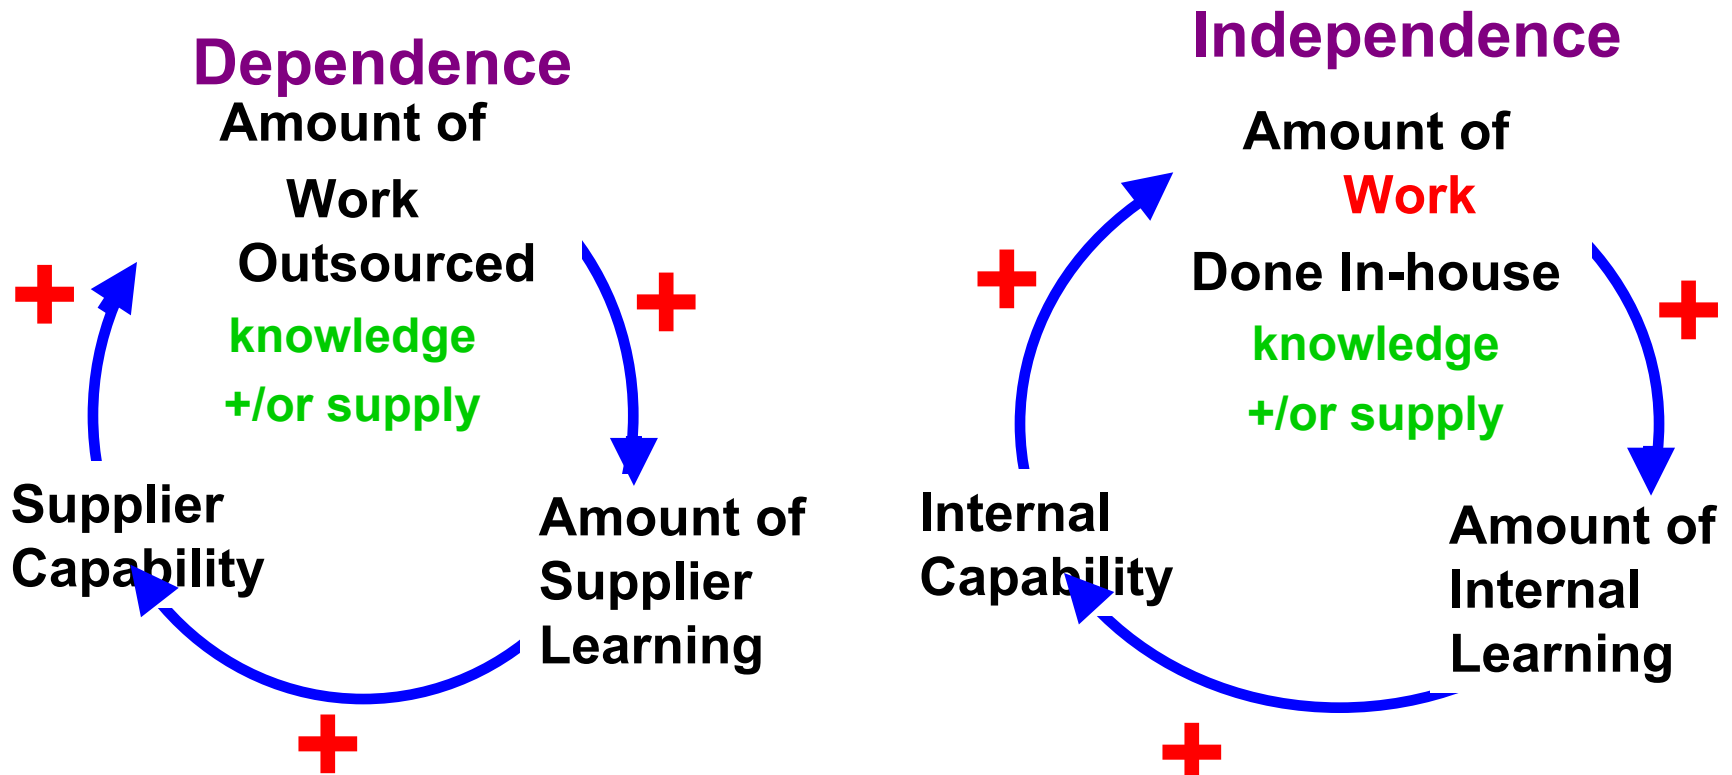 Dependence
Amount of
Work
Outsourced
knowledge
+/or supply
+
+
Supplier
Capability
Amount of
Supplier
Learning
+
Independence
Amount of
Work
Done In-house
knowledge
+/or supply
+
+
Internal
Capability
Amount of
Internal
Learning
+